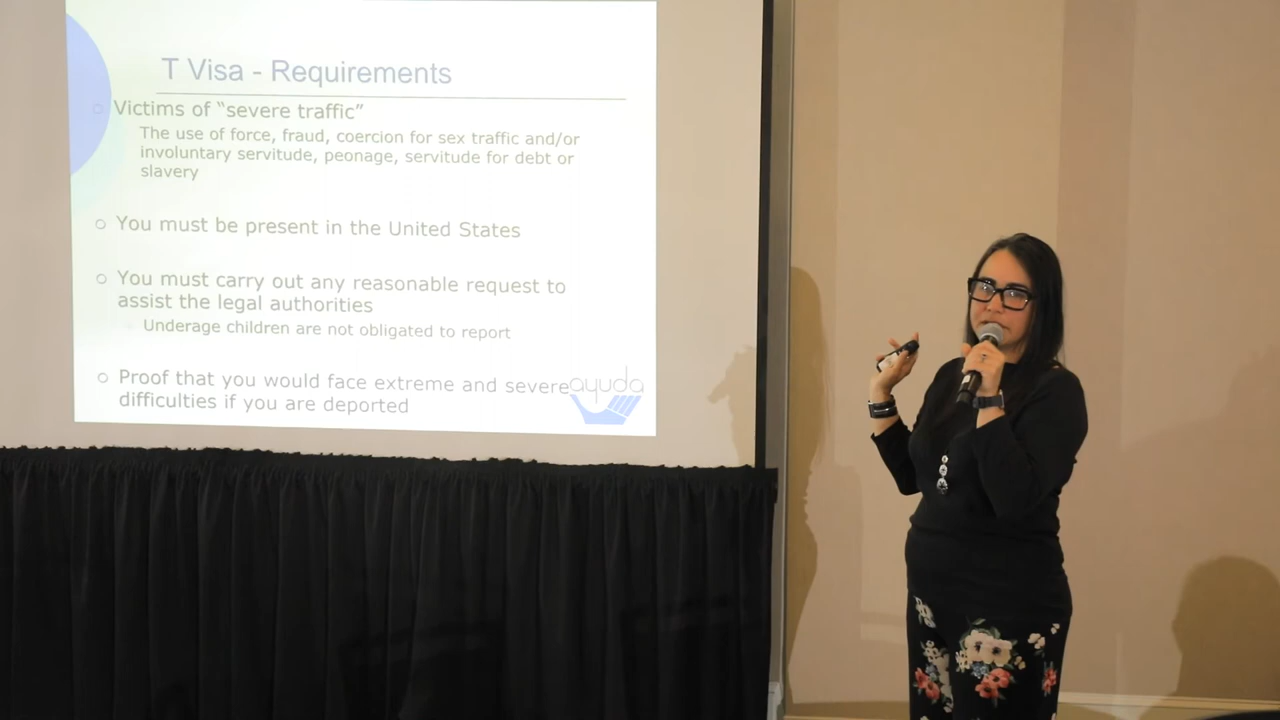 T Visa - Requirements
Victims of “severe traffic”
The use of force, fraud, coercion for sex traffic and/or
involuntary servitude, peonage, servitude for debt or
slavery
You must be present in the United States
You must carry out any reasonable request to
assist the legal authorities
Underage children are not obligated to report
Proof that you would face extreme and severe
difficulties if you are deported
ayuda